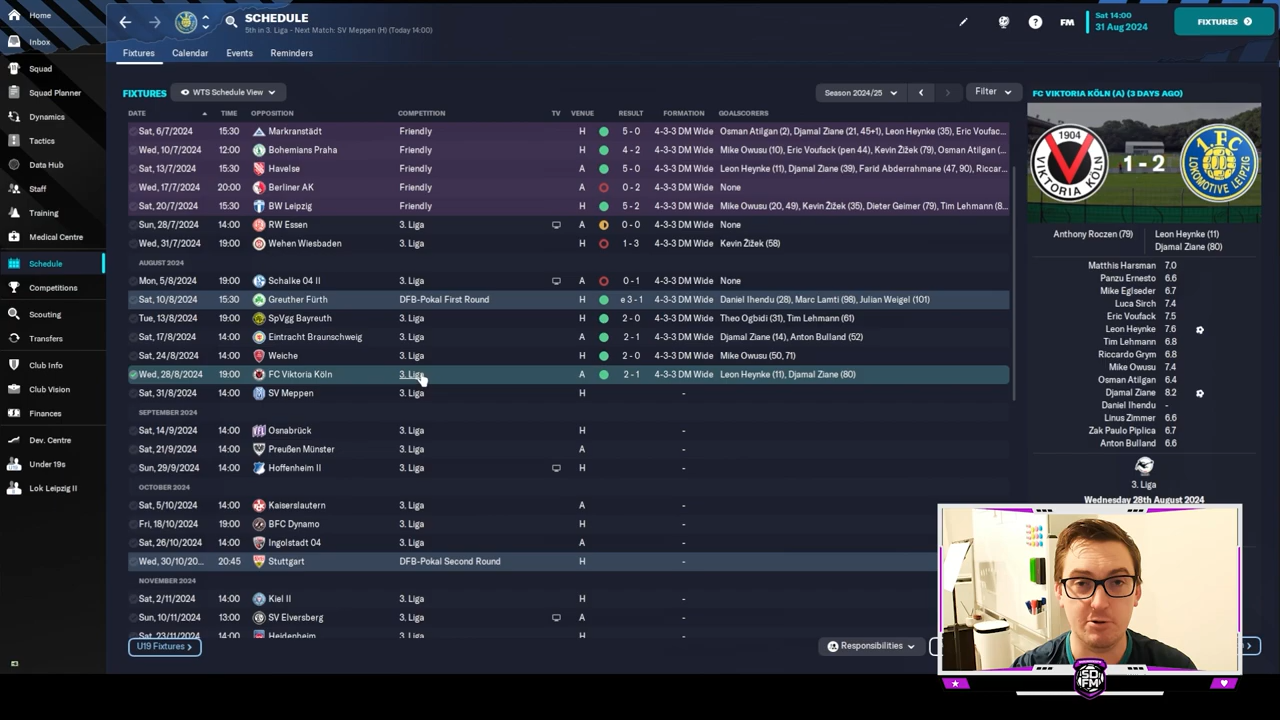 Home
Inbox
Squad
Squad Planner
Dynamics
Tactics
Data Hub
Staff
Training
Medical Centre
Schedule
Competitions
Scouting
Transfers
Club Info
Club Vision
Finances
Dev. Centre
Under 19s
Lok Leipzig II
SCHEDULE
5th in 3. Liga - Next Match: SV Meppen (H) (Today 14:00)
FM
Sat 14:00
31 Aug 2024
FIXTURES
Fixtures Calendar Events Reminders
FIXTURES WTS Schedule View Season 2024/25 Filter
DATE TIME OPPOSITION COMPETITION TV VENUE RESULT FORMATION GOALSCORERS
Sat, 6/7/2024 15:30 Markranstädt Friendly H 5 - 0 4-3-3 DM Wide Osman Atilgan (2), Djamal Ziane (21, 45+1), Leon Heynke (35), Eric Voufac...
Wed, 10/7/2024 12:00 Bohemians Praha Friendly H 4 - 2 4-3-3 DM Wide Mike Owusu (10), Eric Voufack (pen 44), Kevin Žižek (79), Osman Atilgan (...
Sat, 13/7/2024 15:30 Havelse Friendly H 5 - 0 4-3-3 DM Wide Leon Heynke (11), Djamal Ziane (39), Farid Abderrahmane (47, 90), Riccar...
Wed, 17/7/2024 20:00 Berliner AK Friendly A 0 - 2 4-3-3 DM Wide None
Sat, 20/7/2024 15:30 BW Leipzig Friendly H 5 - 2 4-3-3 DM Wide Mike Owusu (20, 49), Kevin Žižek (35), Dieter Geimer (79), Tim Lehmann (8...
Sun, 28/7/2024 14:00 RW Essen 3. Liga A 0 - 0 4-3-3 DM Wide None
Wed, 31/7/2024 19:00 Wehen Wiesbaden 3. Liga H 1 - 3 4-3-3 DM Wide Kevin Žižek (58)
AUGUST 2024
Mon, 5/8/2024 19:00 Schalke 04 II 3. Liga A 0 - 1 4-3-3 DM Wide None
Sat, 10/8/2024 15:30 Greuther Fürth DFB-Pokal First Round H e 3 - 1 4-3-3 DM Wide Daniel Ihendu (28), Marc Lamti (98), Julian Weigel (101)
Tue, 13/8/2024 19:00 SpVgg Bayreuth 3. Liga H 2 - 0 4-3-3 DM Wide Theo Ogbidi (31), Tim Lehmann (61)
Sat, 17/8/2024 14:00 Eintracht Braunschweig 3. Liga A 2 - 1 4-3-3 DM Wide Djamal Ziane (14), Anton Bulland (52)
Sat, 24/8/2024 14:00 Weiche 3. Liga H 2 - 0 4-3-3 DM Wide Mike Owusu (50, 71)
Wed, 28/8/2024 19:00 FC Viktoria Köln 3. Liga A 2 - 1 4-3-3 DM Wide Leon Heynke (11), Djamal Ziane (80)
Sat, 31/8/2024 14:00 SV Meppen 3. Liga H -
SEPTEMBER 2024
Sat, 14/9/2024 14:00 Osnabrück 3. Liga H -
Sat, 21/9/2024 14:00 Preußen Münster 3. Liga A -
Sun, 29/9/2024 14:00 Hoffenheim II 3. Liga H -
OCTOBER 2024
Sat, 5/10/2024 14:00 Kaiserslautern 3. Liga A -
Fri, 18/10/2024 19:00 BFC Dynamo 3. Liga H -
Sat, 26/10/2024 14:00 Ingolstadt 04 3. Liga A -
Wed, 30/10/20... 20:45 Stuttgart DFB-Pokal Second Round H -
NOVEMBER 2024
Sat, 2/11/2024 14:00 Kiel II 3. Liga H -
Sun, 10/11/2024 13:00 SV Elversberg 3. Liga A -
Sat, 23/11/2024 14:00 Heidenheim 3. Liga H -
U19 Fixtures Responsibilities
FC VIKTORIA KÖLN (A) (3 DAYS AGO)
1904
VIKTORIA KÖLN
1 - 2
1.FC
LOKOMOTIVE LEIPZIG
Anthony Roczen (79) Leon Heynke (11)
Djamal Ziane (80)
Matthis Harsman 7.0
Panzu Ernesto 6.6
Mike Eglseder 6.7
Luca Sirch 7.4
Eric Voufack 7.5
Leon Heynke 7.6
Tim Lehmann 6.8
Riccardo Grym 6.8
Mike Owusu 7.4
Osman Atilgan 6.4
Djamal Ziane 8.2
Daniel Ihendu -
Linus Zimmer 6.6
Zak Paulo Piplica 6.7
Anton Bulland 6.6
3. Liga
Wednesday 28th August 2024
SD
FM